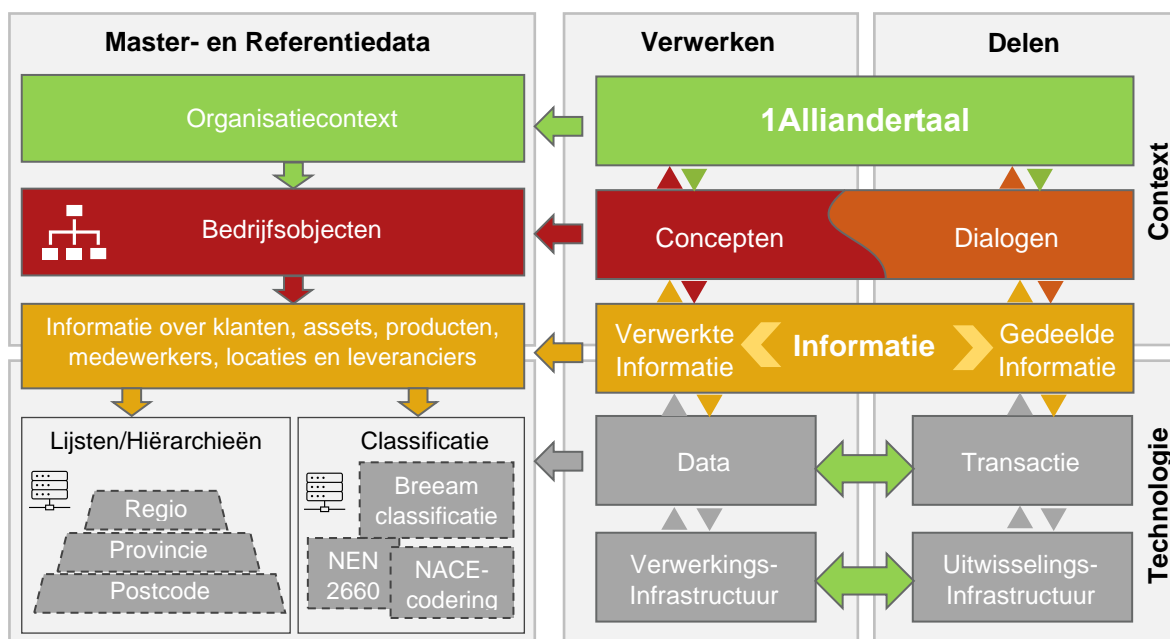 Master- en Referentiedata
Organisatiecontext
Bedrijfsobjecten
Informatie over klanten, assets, producten,
medewerkers, locaties en leveranciers
Lijsten/Hiërarchieën
Regio
Provincie
Postcode
Classificatie
Breeam
classificatie
NEN
2660
NACE-
codering
Verwerken
Delen
1Alliandertaal
Concepten
Dialogen
Verwerkte
Informatie
Informatie
Gedeelde
Informatie
Data
Transactie
Verwerkings-
Infrastructuur
Uitwisselings-
Infrastructuur
Context
Technologie